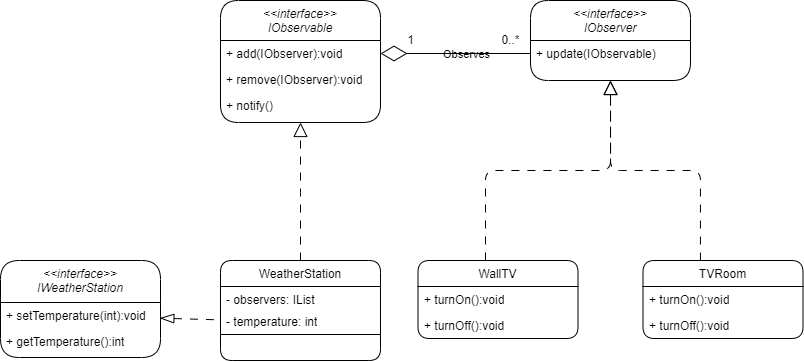 <<interface>>
IObservable
+ add(IObserver):void
+ remove(IObserver):void
+ notify()
1
0..*
Observes
<<interface>>
IObserver
+ update(IObservable)
<<interface>>
IWeatherStation
+ setTemperature(int):void
+ getTemperature():int
WeatherStation
- observers: IList
- temperature: int
WallTV
+ turnOn():void
+ turnOff():void
TVRoom
+ turnOn():void
+ turnOff():void